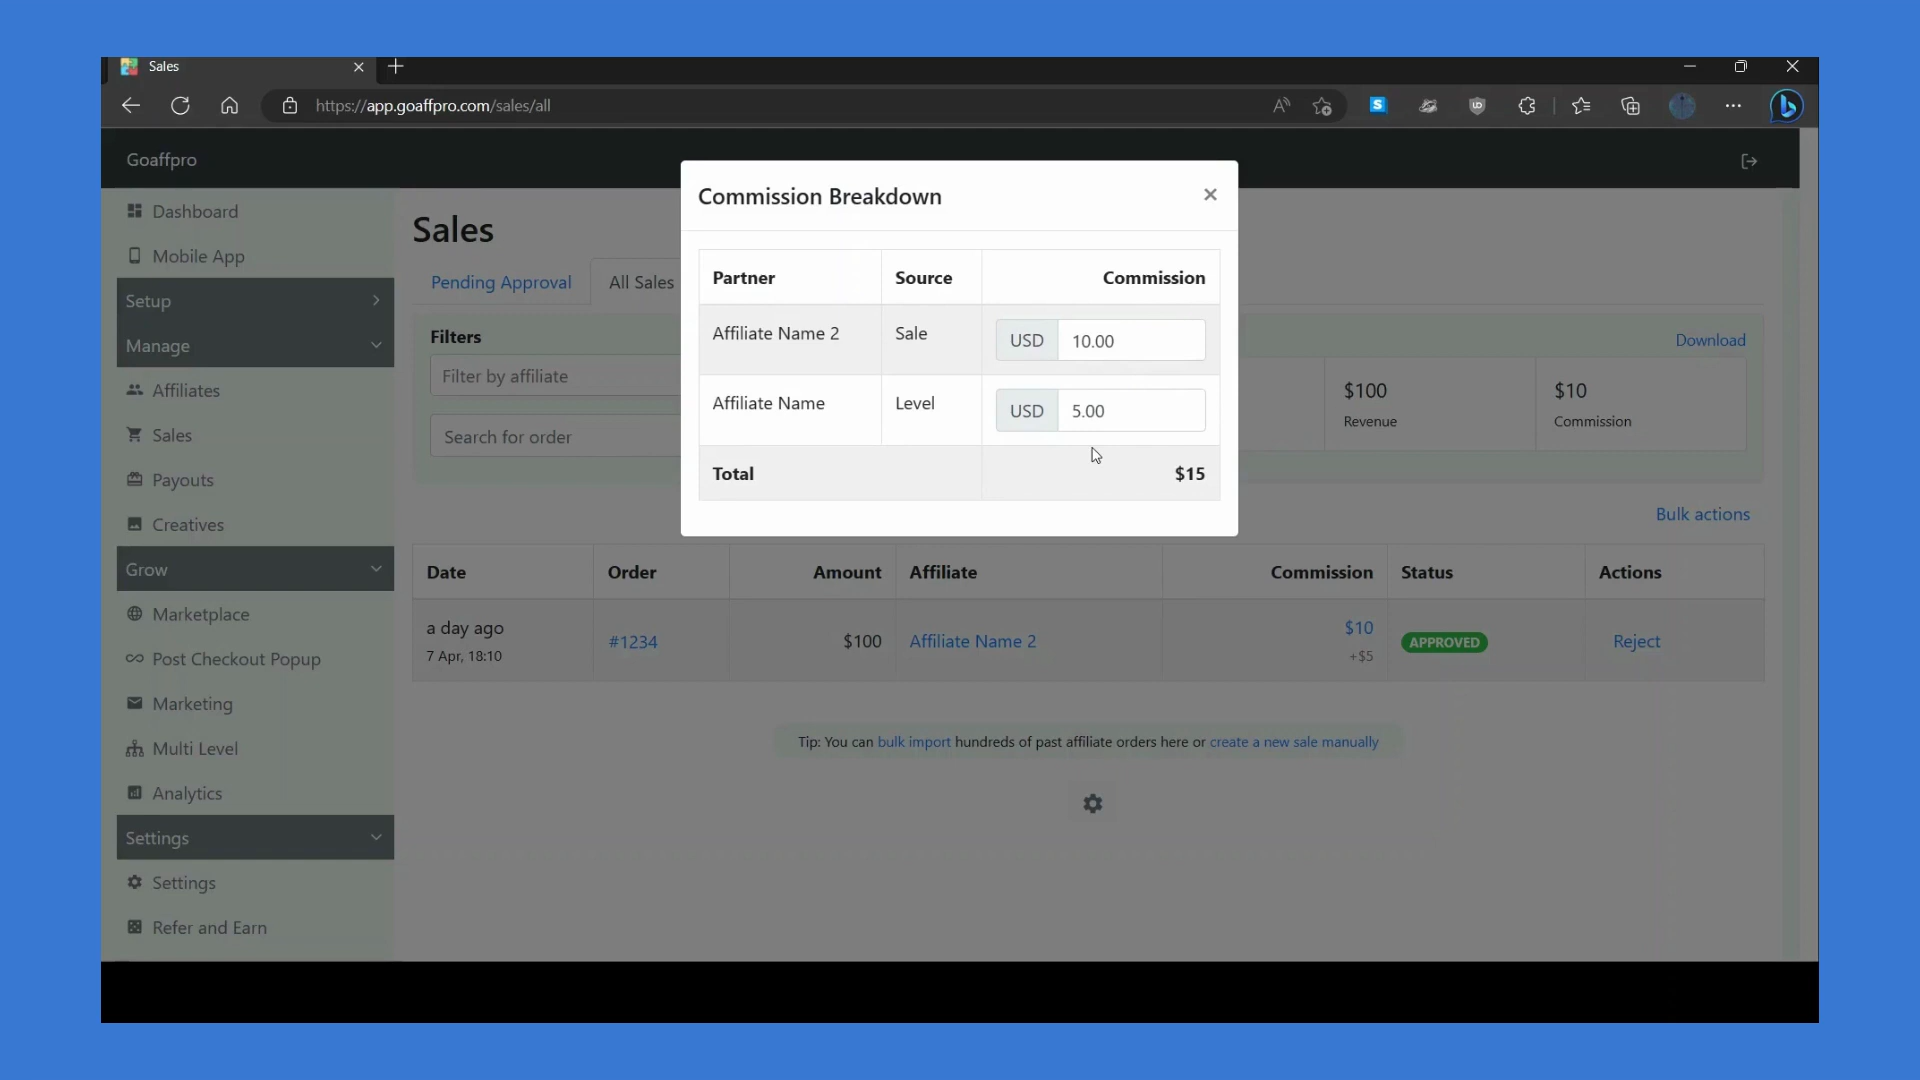 Sales
https://app.goaffpro.com/sales/all
Goaffpro
Dashboard
Mobile App
Setup
Manage
Affiliates
Sales
Payouts
Creatives
Grow
Marketplace
Post Checkout Popup
Marketing
Multi Level
Analytics
Settings
Settings
Refer and Earn
Sales
Pending Approval
All Sales
Filters
Download
Filter by affiliate
Search for order
$100
Revenue
$10
Commission
Commission Breakdown
Partner Source Commission
Affiliate Name 2 Sale USD 10.00
Affiliate Name Level USD 5.00
Total $15
Bulk actions
Date Order Amount Affiliate Commission Status Actions
a day ago #1234 $100 Affiliate Name 2 $10 APPROVED Reject
7 Apr, 18:10 +$5
Tip: You can bulk import hundreds of past affiliate orders here or create a new sale manually